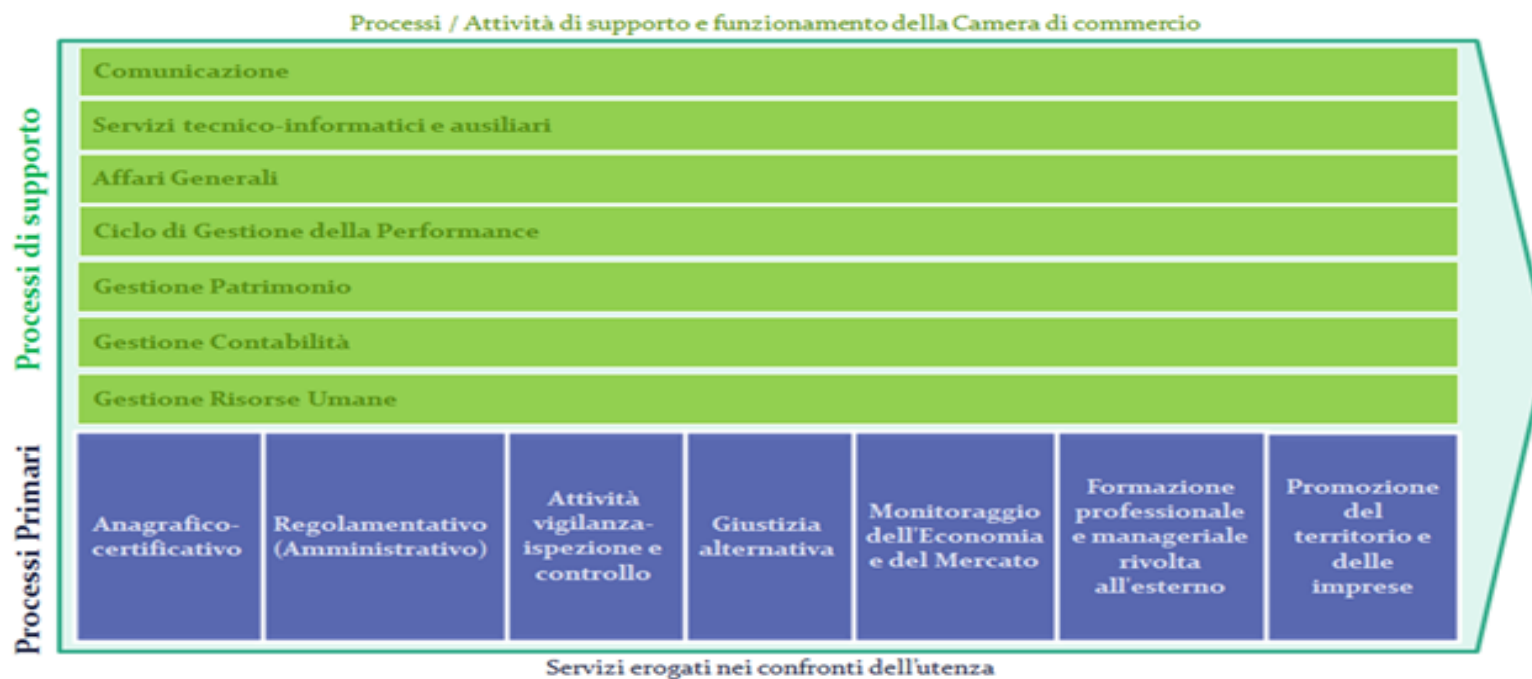 Processi / Attività di supporto e funzionamento della Camera di commercio
Processi di supporto
Comunicazione
Servizi tecnico-informatici e ausiliari
Affari Generali
Ciclo di Gestione della Performance
Gestione Patrimonio
Gestione Contabilità
Gestione Risorse Umane
Processi Primari
Anagrafico-
certificativo
Regolamentativo
(Amministrativo)
Attività
vigilanza-
ispezione e
controllo
Giustizia
alternativa
Monitoraggio
dell'Economia
e del Mercato
Formazione
professionale
e manageriale
rivolta
all'esterno
Promozione
del
territorio e
delle
imprese
Servizi erogati nei confronti dell'utenza